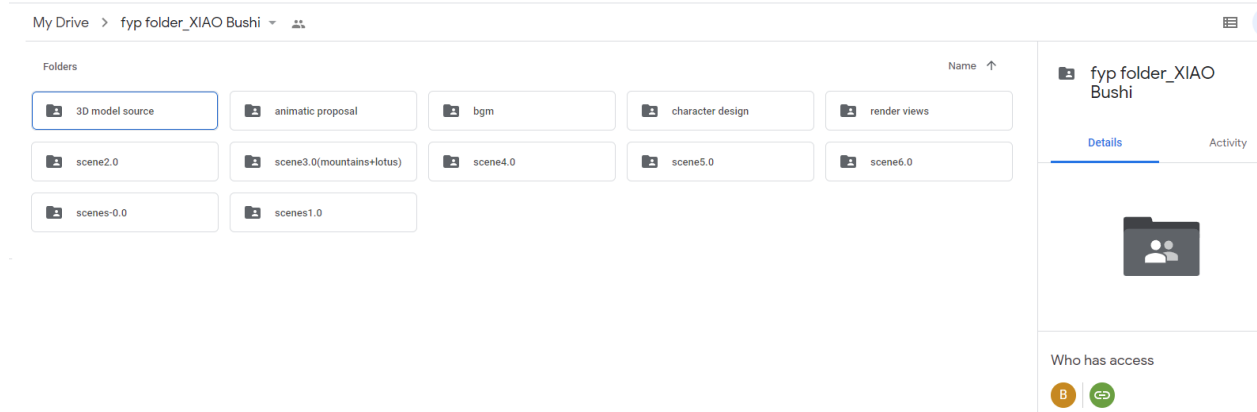 My Drive > fyp folder_XIAO Bushi
Folders
Name ↑
3D model source
animatic proposal
bgm
character design
render views
scene2.0
scene3.0(mountains+lotus)
scene4.0
scene5.0
scene6.0
scenes-0.0
scenes1.0
fyp folder_XIAO
Bushi
Details
Activity
Who has access
B